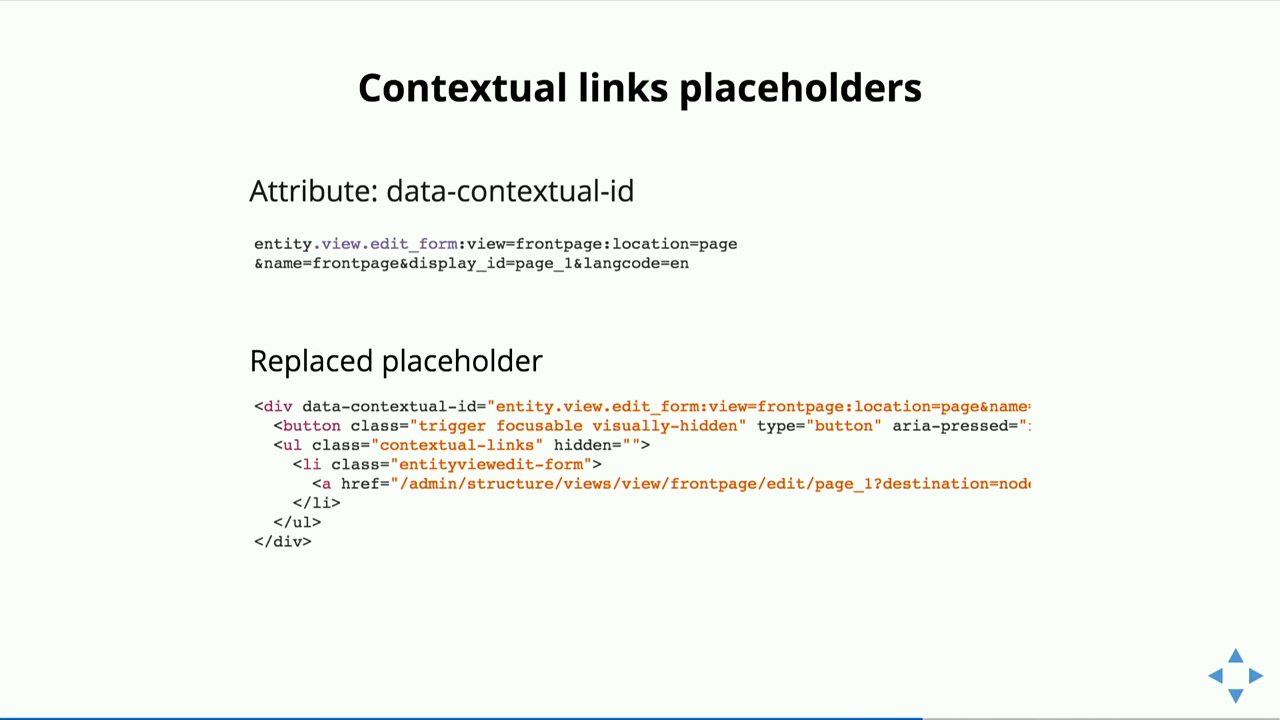 Contextual links placeholders
Attribute: data-contextual-id
entity.view.edit_form:view=frontpage:location=page
&name=frontpage&display_id=page_1&langcode=en
Replaced placeholder
<div data-contextual-id="entity.view.edit_form:view=frontpage:location=page&name=
<button class="trigger focusable visually-hidden" type="button" aria-pressed="
<ul class="contextual-links" hidden="">
<li class="entityviewedit-form">
<a href="/admin/structure/views/view/frontpage/edit/page_1?destination=node
</li>
</ul>
</div>